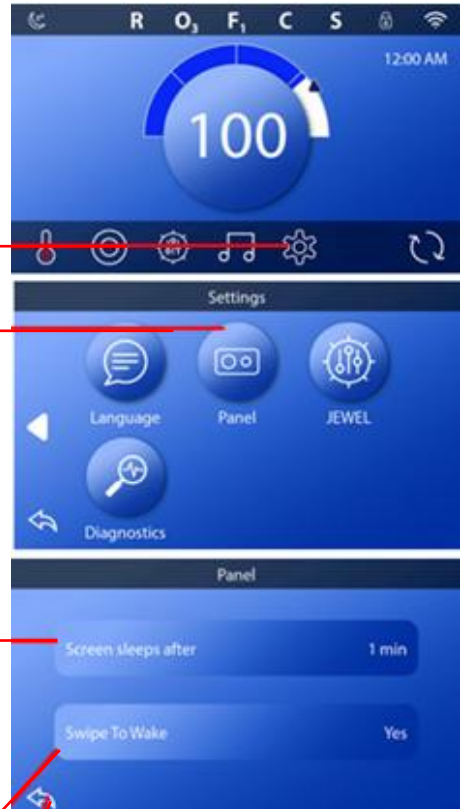 R O₃ F₁ C S
12:00 AM
100
Settings
Language Panel JEWEL
Diagnostics
Panel
Screen sleeps after 1 min
Swipe To Wake Yes